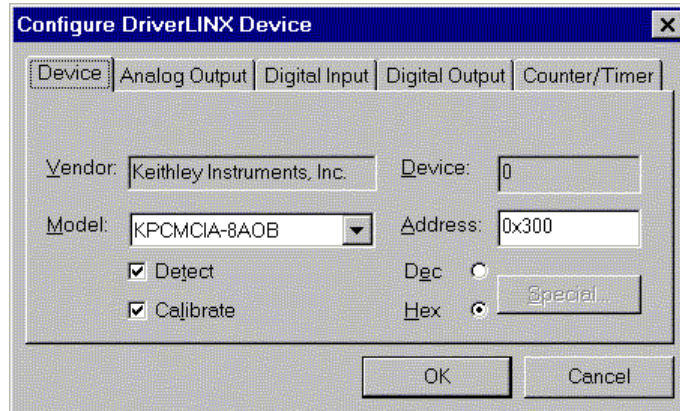 Configure DriverLINX Device
Device Analog Output Digital Input Digital Output Counter/Timer
Vendor: Keithley Instruments, Inc. Device: 0
Model: KPCMCIA-8AOB Address: 0x300
Detect Dec
Calibrate Hex Special...
OK Cancel